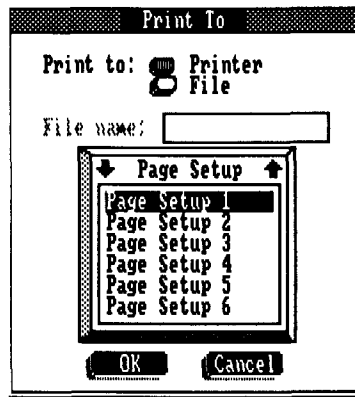 Print To
Print to: Printer
File
File name:
Page Setup
Page Setup 1
Page Setup 2
Page Setup 3
Page Setup 4
Page Setup 5
Page Setup 6
OK Cancel